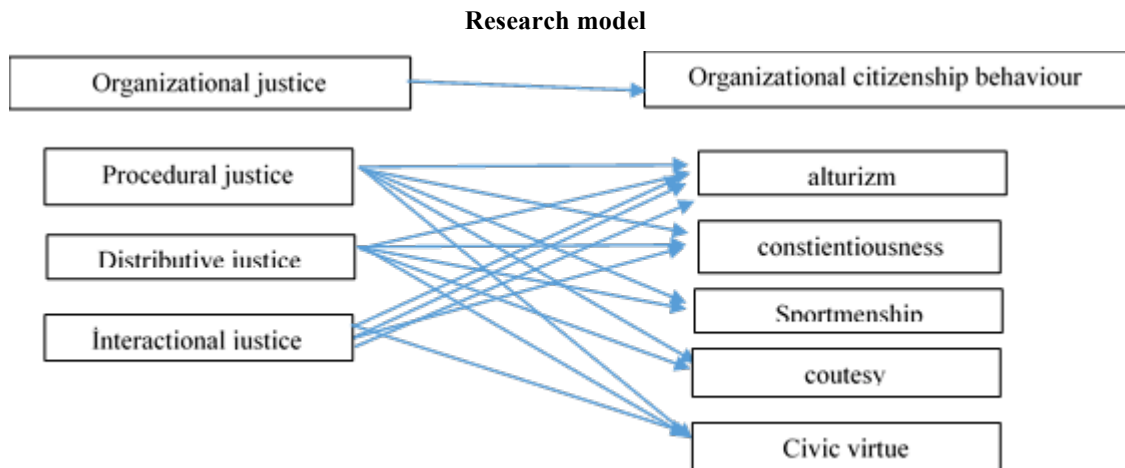 Research model
Organizational justice
Organizational citizenship behaviour
Procedural justice
alturizm
Distributive justice
constientiousness
Sportmenship
İnteractional justice
coutesy
Civic virtue